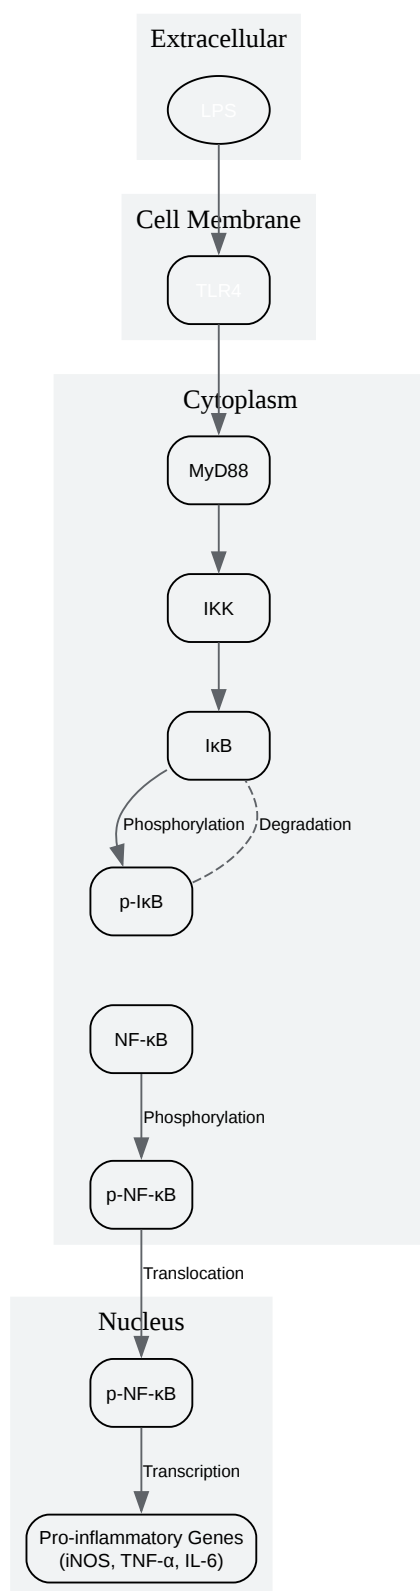 Extracellular
LPS
Cell Membrane
TLR4
Cytoplasm
MyD88
IKK
IκB
Phosphorylation
Degradation
p-IκB
NF-κB
Phosphorylation
p-NF-κB
Translocation
Nucleus
p-NF-κB
Transcription
Pro-inflammatory Genes
(iNOS, TNF-α, IL-6)